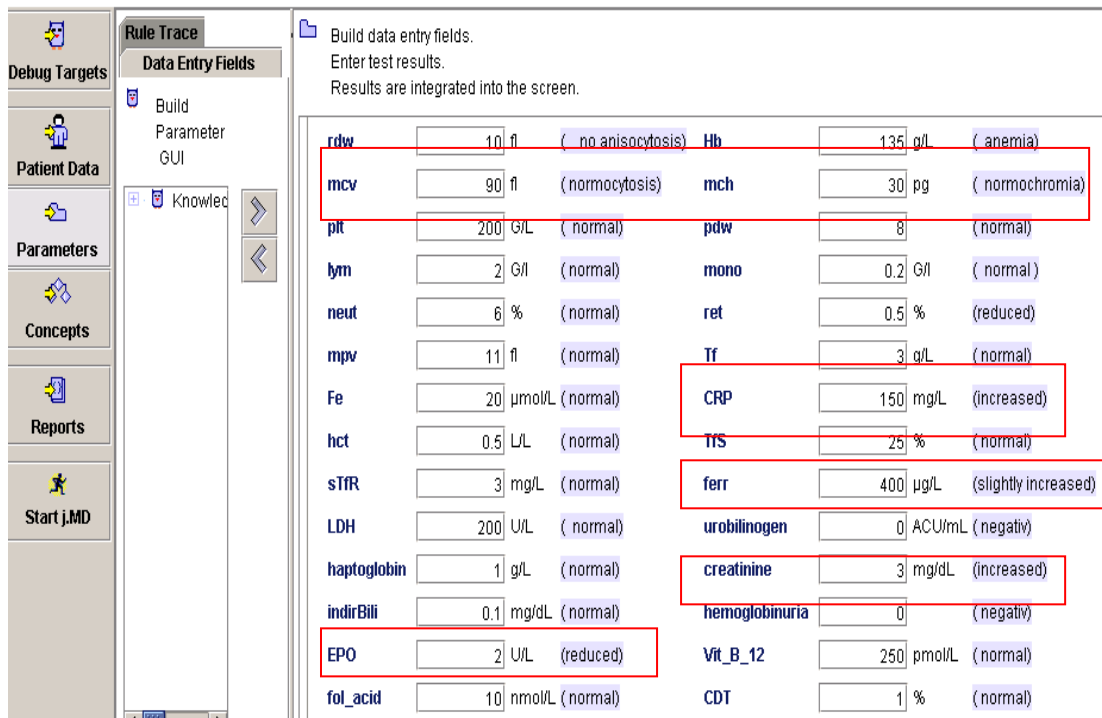 Debug Targets
Patient Data
Parameters
Concepts
Reports
Start j.MD
Rule Trace
Data Entry Fields
Build
Parameter
GUI
Knowlec
Build data entry fields.
Enter test results.
Results are integrated into the screen.
rdw 10 fl ( no anisocytosis) Hb 135 g/L ( anemia)
mcv 90 fl (normocytosis) mch 30 pg ( normochromia)
plt 200 G/L ( normal) pdw 8 (normal)
lym 2 G/l (normal) mono 0.2 G/l ( normal )
neut 6 % (normal) ret 0.5 % (reduced)
mpv 11 fl (normal) Tf 3 g/L (normal)
Fe 20 µmol/L (normal) CRP 150 mg/L (increased)
hct 0.5 L/L (normal) TfS 25 % (normal)
sTfR 3 mg/L (normal) ferr 400 µg/L (slightly increased)
LDH 200 U/L ( normal) urobilinogen 0 ACU/mL (negativ)
haptoglobin 1 g/L (normal) creatinine 3 mg/dL (increased)
indirBili 0.1 mg/dL (normal) hemoglobinuria 0 (negativ)
EPO 2 U/L (reduced) Vit_B_12 250 pmol/L (normal)
fol_acid 10 nmol/L (normal) CDT 1 % (normal)